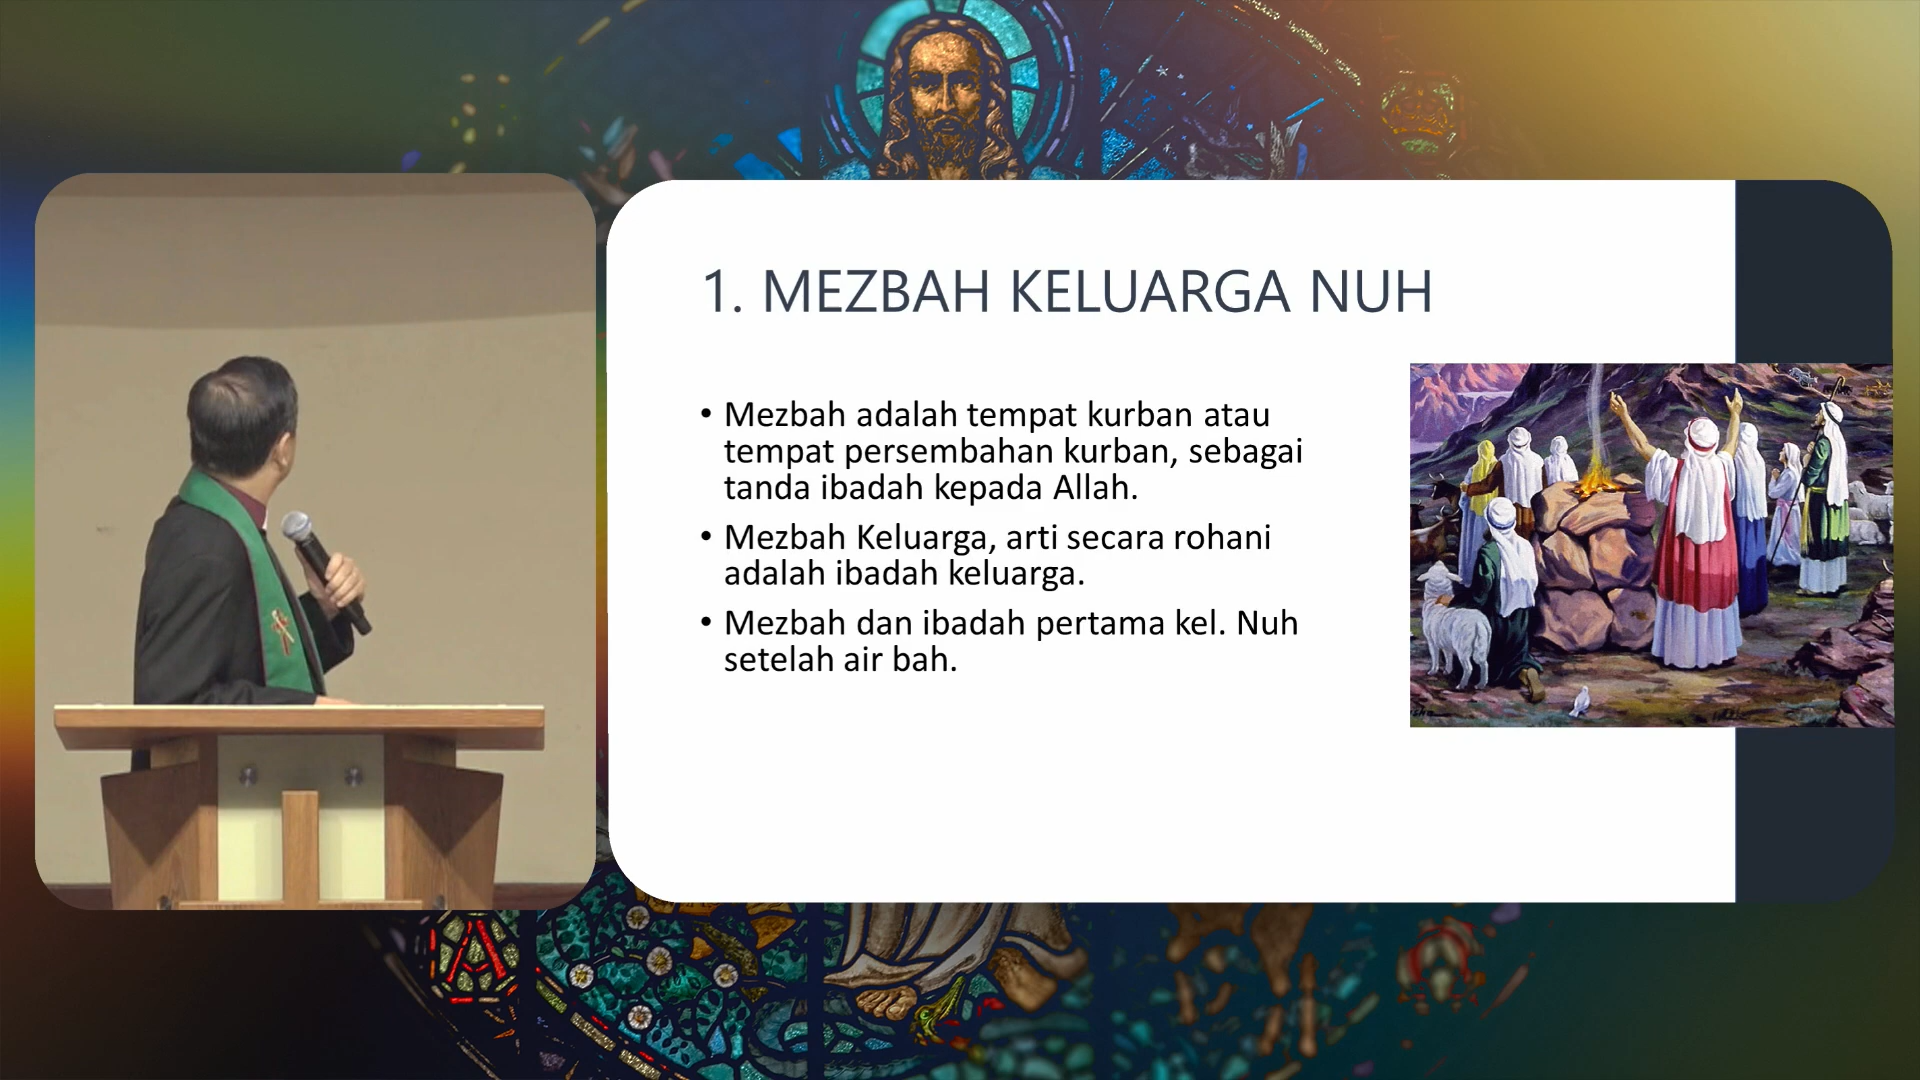 1. MEZBAH KELUARGA NUH
• Mezbah adalah tempat kurban atau
tempat persembahan kurban, sebagai
tanda ibadah kepada Allah.
• Mezbah Keluarga, arti secara rohani
adalah ibadah keluarga.
• Mezbah dan ibadah pertama kel. Nuh
setelah air bah.